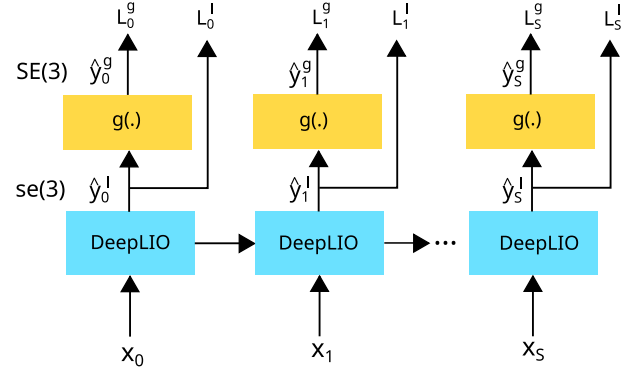 L₀ᵍ L₀ˡ L₁ᵍ L₁ˡ Lₛᵍ Lₛˡ
SE(3) ŷ₀ᵍ ŷ₁ᵍ ŷₛᵍ
g(.) g(.) g(.)
se(3) ŷ₀ˡ ŷ₁ˡ ŷₛˡ
DeepLIO DeepLIO ... DeepLIO
x₀ x₁ xₛ